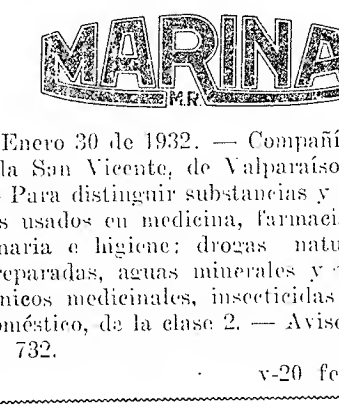 MARINA
M.R.
Enero 30 de 1932. — Compañí
la San Vicente, de Valparaíso
Para distinguir substancias y
s usados en medicina, farmaci
naria e higiene; drogas natu
reparadas, aguas minerales y
nicos medicinales, insecticidas
oméstico, de la clase 2. — Aviso
732.
v-20 fe